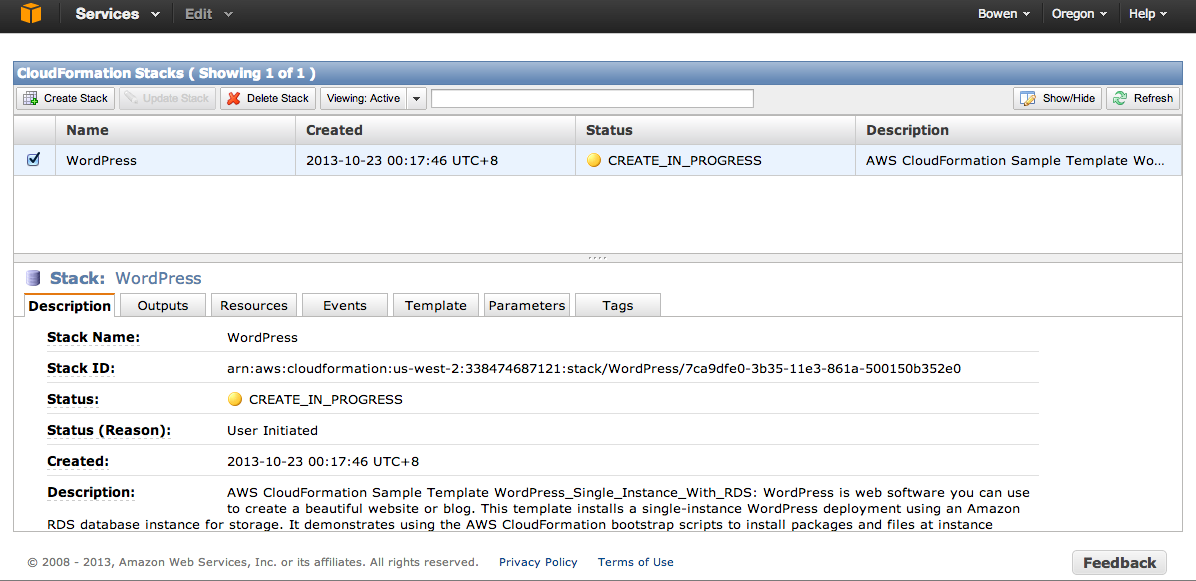 Services Edit Bowen Oregon Help
CloudFormation Stacks ( Showing 1 of 1 )
Create Stack Update Stack Delete Stack Viewing: Active Show/Hide Refresh
Name Created Status Description
WordPress 2013-10-23 00:17:46 UTC+8 CREATE_IN_PROGRESS AWS CloudFormation Sample Template Wo...
Stack: WordPress
Description Outputs Resources Events Template Parameters Tags
Stack Name: WordPress
Stack ID: arn:aws:cloudformation:us-west-2:338474687121:stack/WordPress/7ca9dfe0-3b35-11e3-861a-500150b352e0
Status: CREATE_IN_PROGRESS
Status (Reason): User Initiated
Created: 2013-10-23 00:17:46 UTC+8
Description: AWS CloudFormation Sample Template WordPress_Single_Instance_With_RDS: WordPress is web software you can use
to create a beautiful website or blog. This template installs a single-instance WordPress deployment using an Amazon
RDS database instance for storage. It demonstrates using the AWS CloudFormation bootstrap scripts to install packages and files at instance
© 2008 - 2013, Amazon Web Services, Inc. or its affiliates. All rights reserved. Privacy Policy Terms of Use Feedback